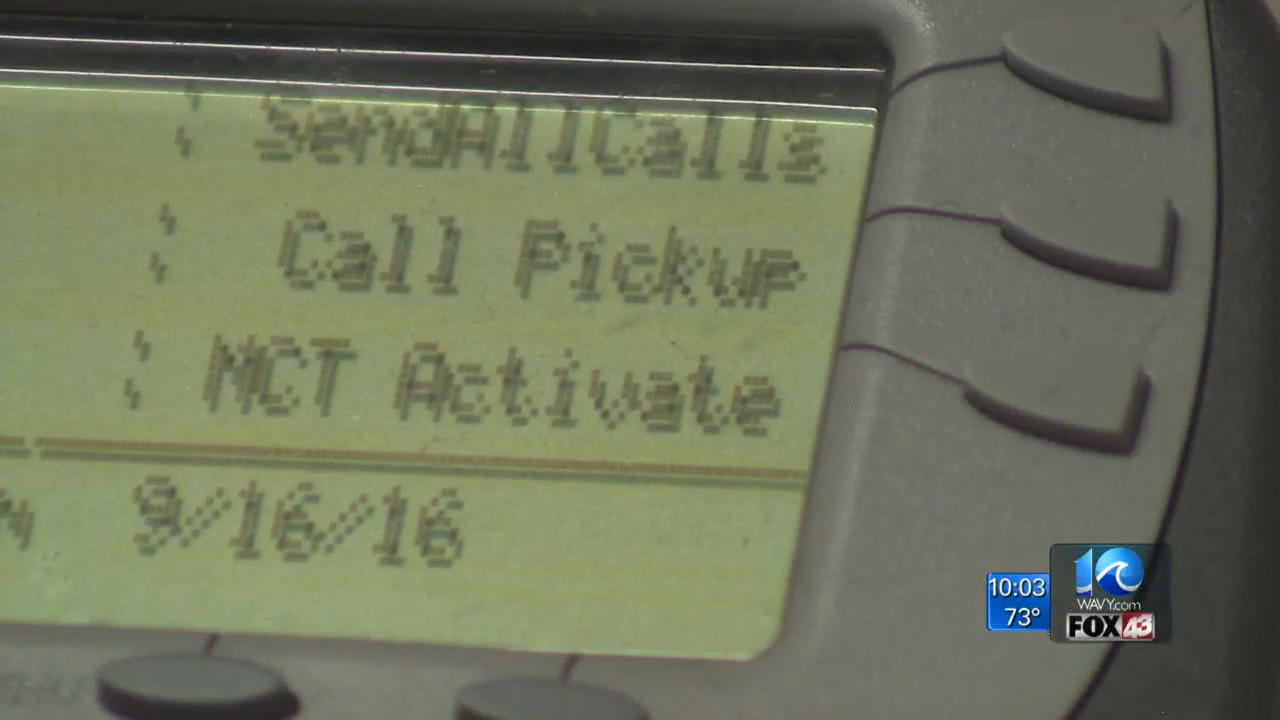 SendAllCalls
Call Pickup
MCT Activate
9/16/16
10:03
73°
10
WAVY.com
FOX 43